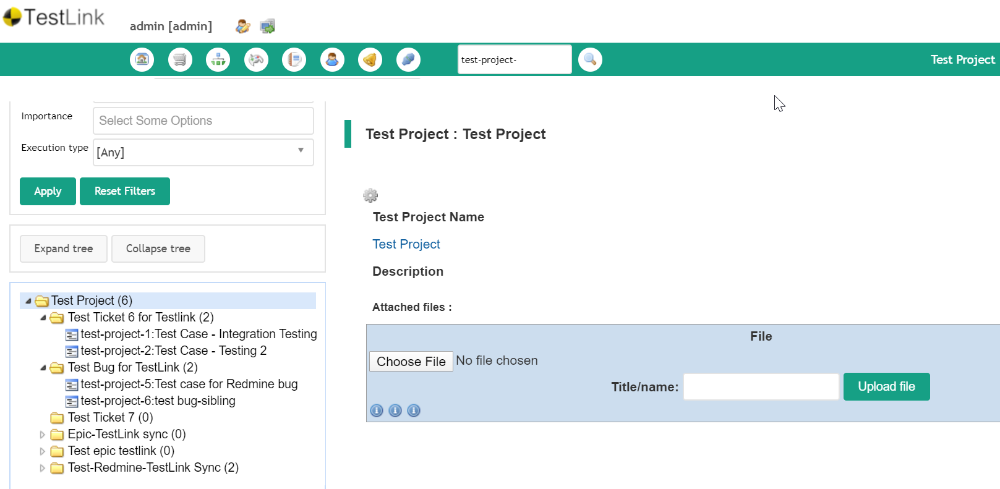 TestLink
admin [admin]
test-project-
Test Project
Importance
Select Some Options
Execution type
[Any]
Apply
Reset Filters
Expand tree
Collapse tree
Test Project (6)
Test Ticket 6 for Testlink (2)
test-project-1:Test Case - Integration Testing
test-project-2:Test Case - Testing 2
Test Bug for TestLink (2)
test-project-5:Test case for Redmine bug
test-project-6:test bug-sibling
Test Ticket 7 (0)
Epic-TestLink sync (0)
Test epic testlink (0)
Test-Redmine-TestLink Sync (2)
Test Project : Test Project
Test Project Name
Test Project
Description
Attached files :
File
Choose File No file chosen
Title/name:
Upload file